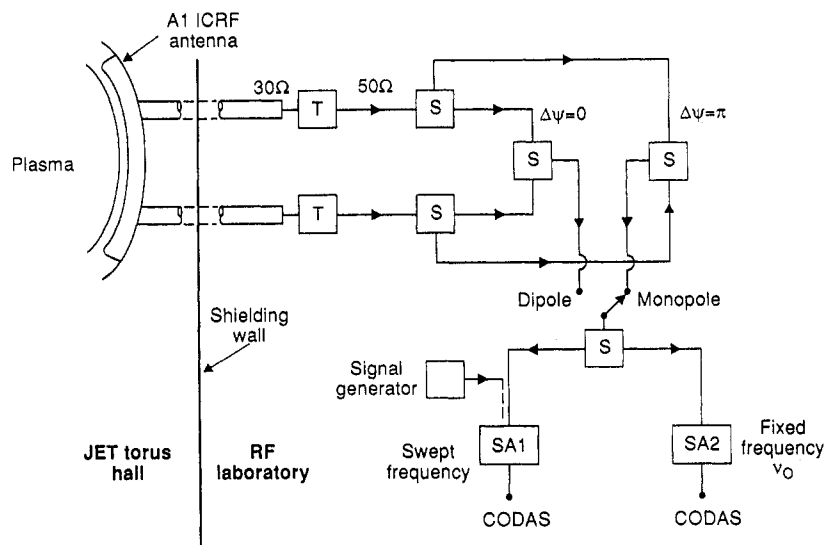 A1 ICRF
antenna
30Ω
50Ω
T
S
Δψ=0
Δψ=π
S
S
Plasma
T
S
Dipole
Monopole
Shielding
wall
S
Signal
generator
JET torus
hall
RF
laboratory
Swept
frequency
SA1
SA2
Fixed
frequency
νO
CODAS
CODAS